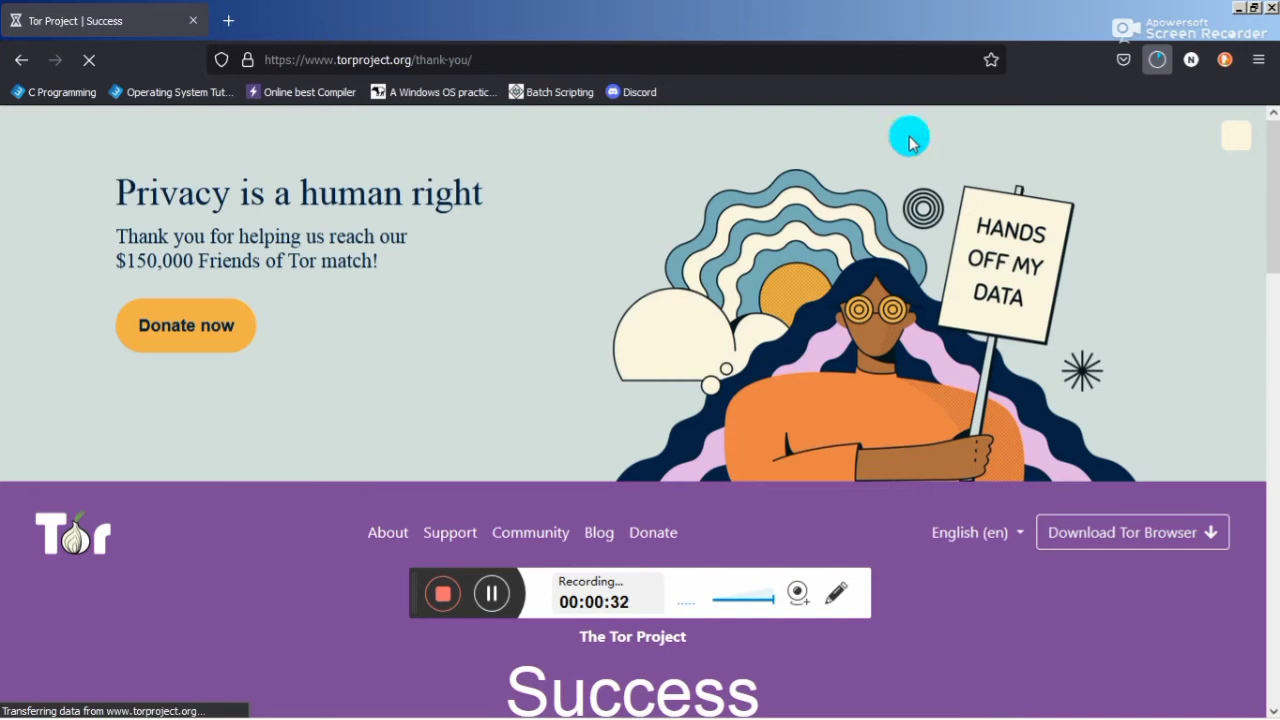 Tor Project | Success
Apowersoft
Screen Recorder
https://www.torproject.org/thank-you/
N
C Programming
Operating System Tut...
Online best Compiler
A Windows OS practic...
Batch Scripting
Discord
Privacy is a human right
Thank you for helping us reach our
$150,000 Friends of Tor match!
Donate now
HANDS
OFF MY
DATA
Tor
About
Support
Community
Blog
Donate
English (en)
Download Tor Browser
Recording...
00:00:32
The Tor Project
Success
Transferring data from www.torproject.org...